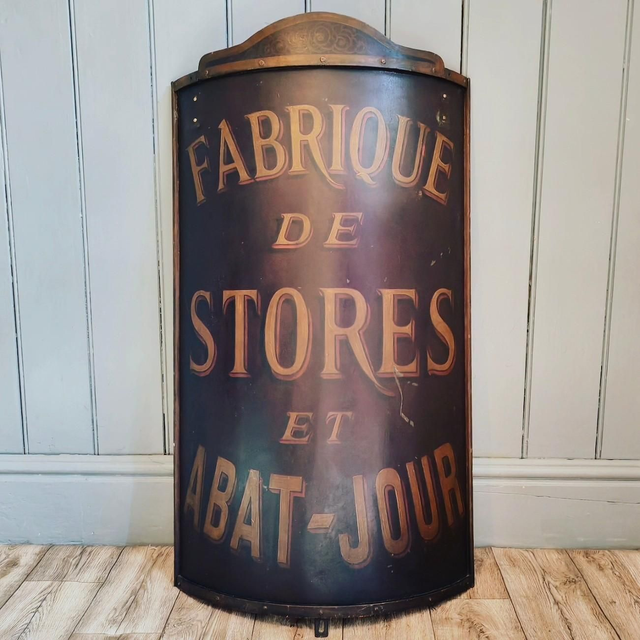 FABRIQUE
DE
STORES
ET
ABAT-JOUR